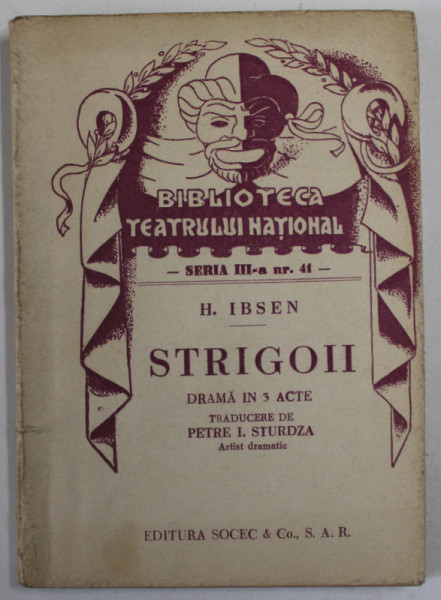 BIBLIOTECA
TEATRULUI NAȚIONAL
— SERIA III-a nr. 41 —
H. IBSEN
STRIGOII
DRAMĂ IN 3 ACTE
TRADUCERE DE
PETRE I. STURDZA
Artist dramatic
EDITURA SOCEC & Co., S. A. R.